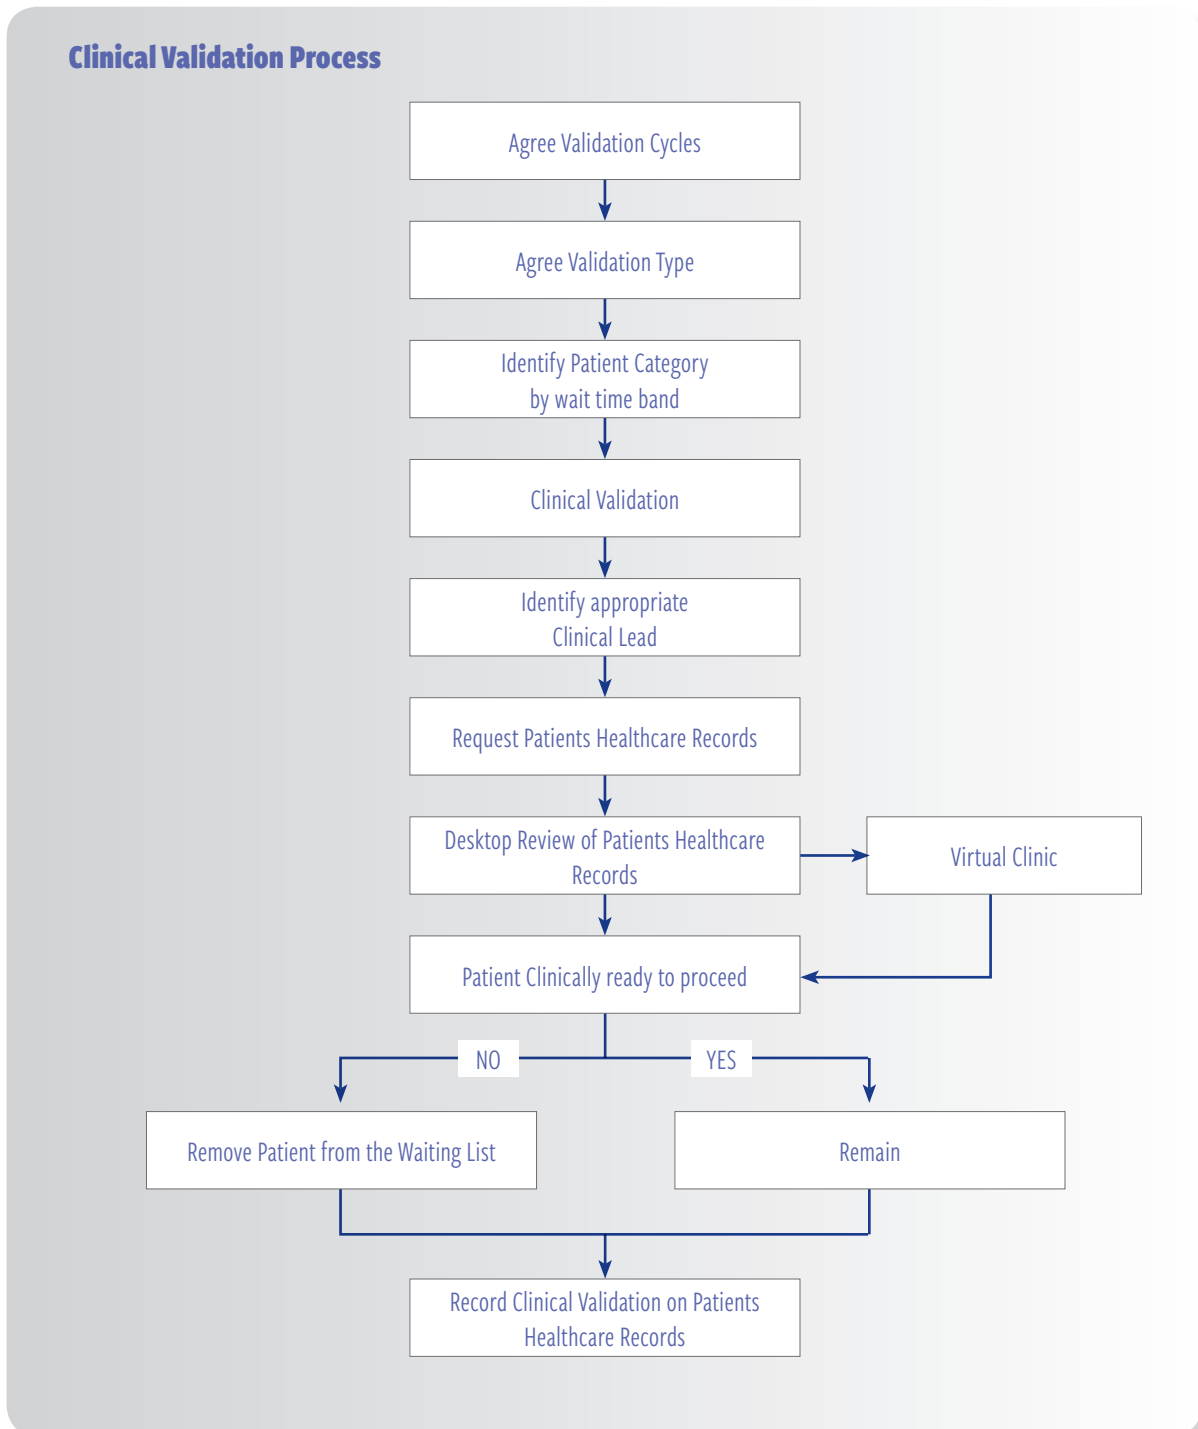 Clinical Validation Process
Agree Validation Cycles
Agree Validation Type
Identify Patient Category
by wait time band
Clinical Validation
Identify appropriate
Clinical Lead
Request Patients Healthcare Records
Desktop Review of Patients Healthcare
Records
Virtual Clinic
Patient Clinically ready to proceed
NO
YES
Remove Patient from the Waiting List
Remain
Record Clinical Validation on Patients
Healthcare Records